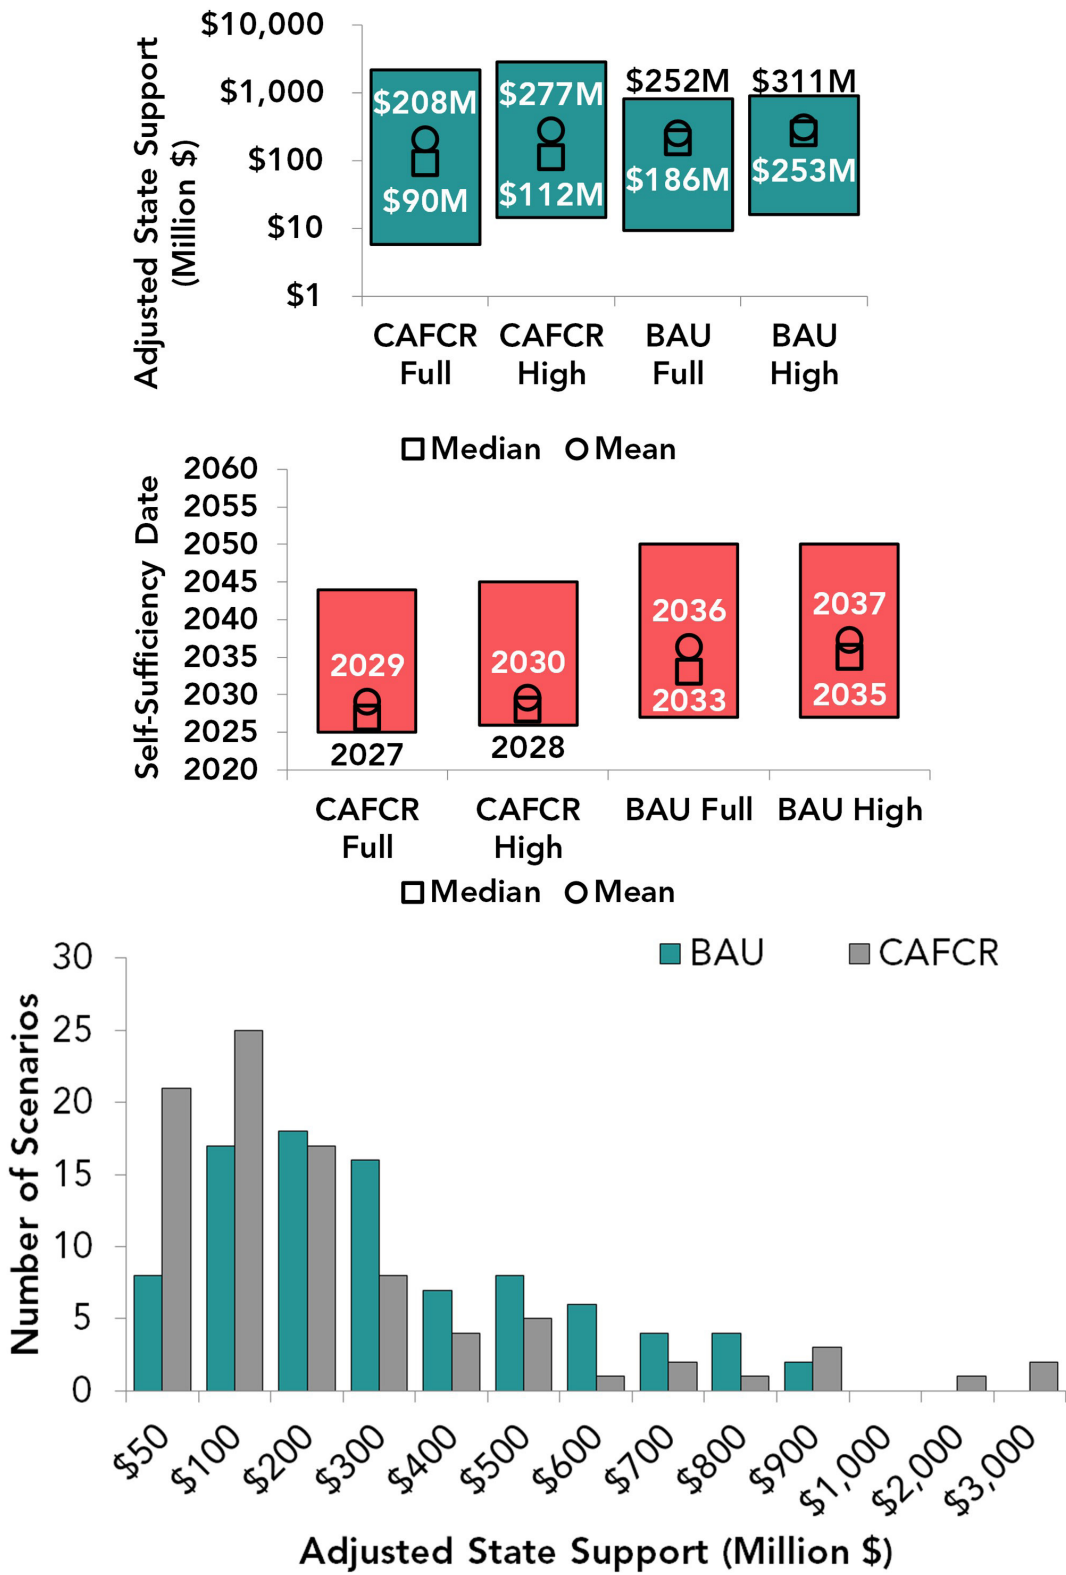 Adjusted State Support
(Million $)
$10,000
$1,000
$100
$10
$1
$208M
$277M
$252M
$311M
$90M
$112M
$186M
$253M
CAFCR
Full
CAFCR
High
BAU
Full
BAU
High
Median
Mean
Self-Sufficiency Date
2060
2055
2050
2045
2040
2035
2030
2025
2020
2029
2030
2036
2037
2027
2028
2033
2035
CAFCR
Full
CAFCR
High
BAU Full
BAU High
Median
Mean
BAU
CAFCR
Number of Scenarios
30
25
20
15
10
5
0
$50
$100
$200
$300
$400
$500
$600
$700
$800
$900
$1,000
$2,000
$3,000
Adjusted State Support (Million $)